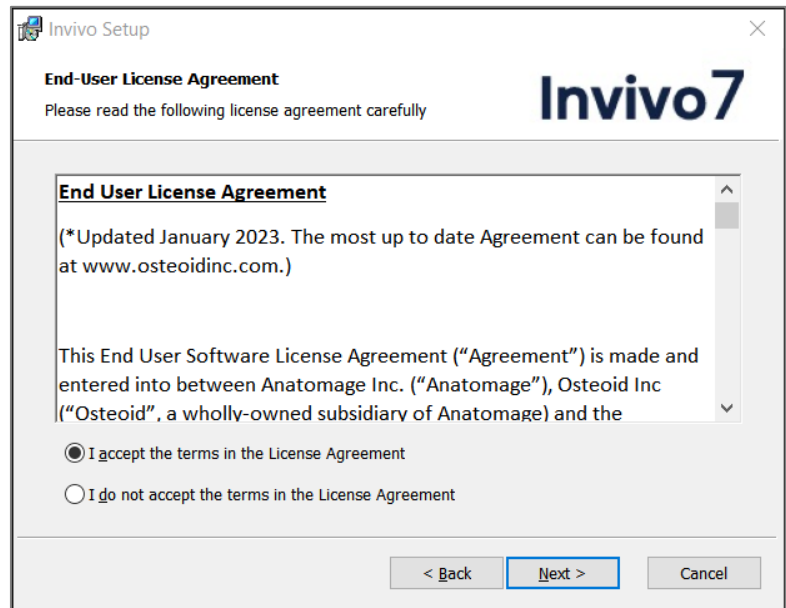 Invivo Setup
End-User License Agreement
Please read the following license agreement carefully
Invivo7
End User License Agreement
(*Updated January 2023. The most up to date Agreement can be found
at www.osteoidinc.com.)
This End User Software License Agreement (“Agreement”) is made and
entered into between Anatomage Inc. (“Anatomage”), Osteoid Inc
(“Osteoid”, a wholly-owned subsidiary of Anatomage) and the
I accept the terms in the License Agreement
I do not accept the terms in the License Agreement
< Back
Next >
Cancel